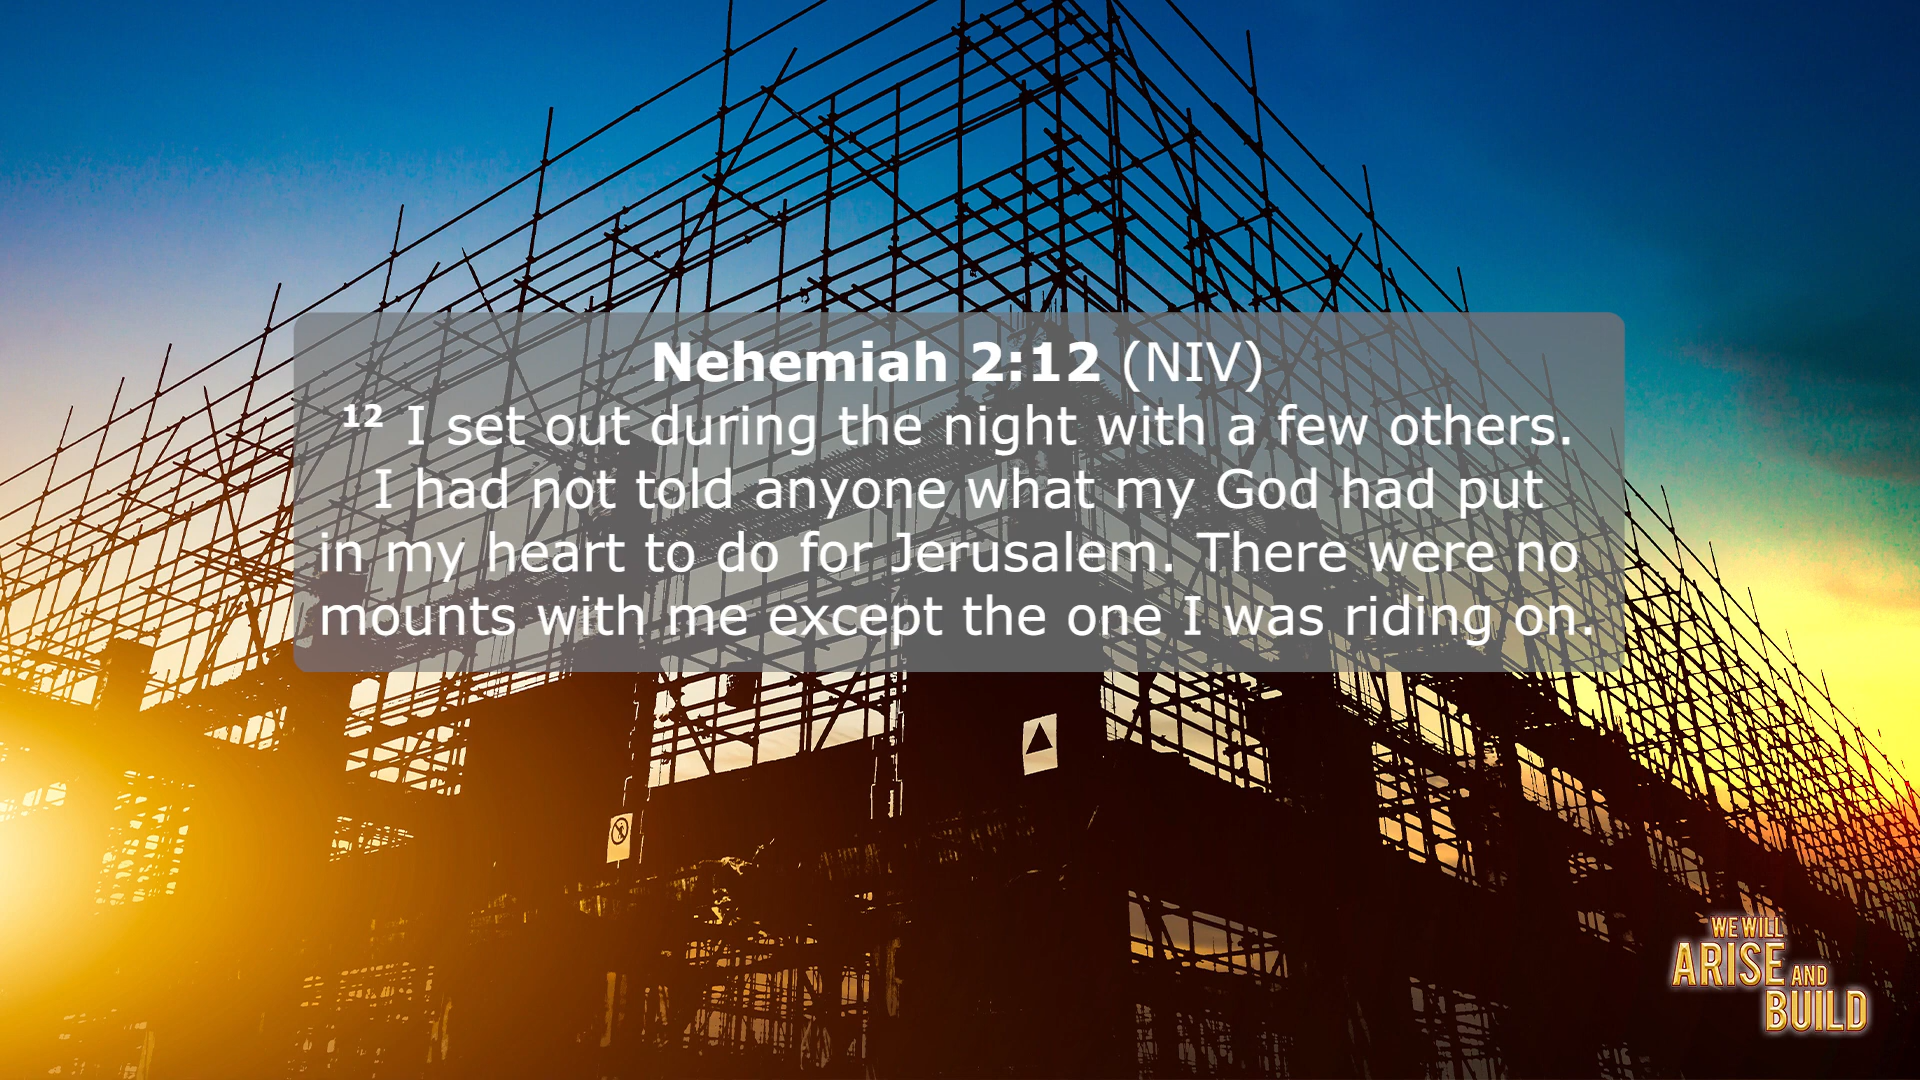 Nehemiah 2:12 (NIV)
12 I set out during the night with a few others.
I had not told anyone what my God had put
in my heart to do for Jerusalem. There were no
mounts with me except the one I was riding on.
WE WILL
ARISE AND
BUILD